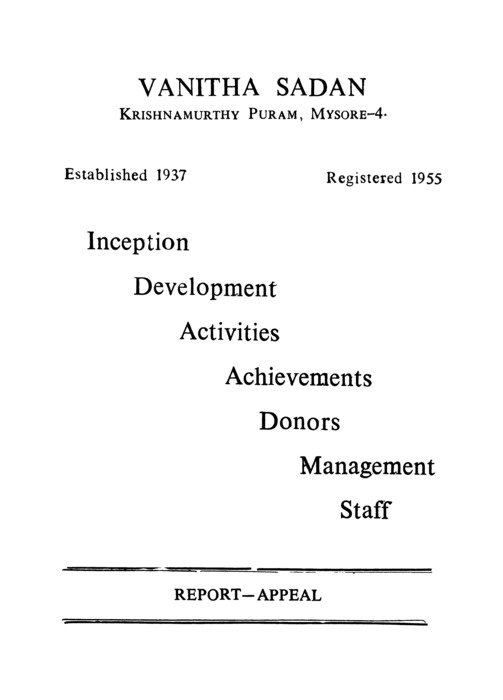 VANITHA SADAN
KRISHNAMURTHY PURAM, MYSORE–4.
Established 1937
Registered 1955
Inception
Development
Activities
Achievements
Donors
Management
Staff
REPORT—APPEAL